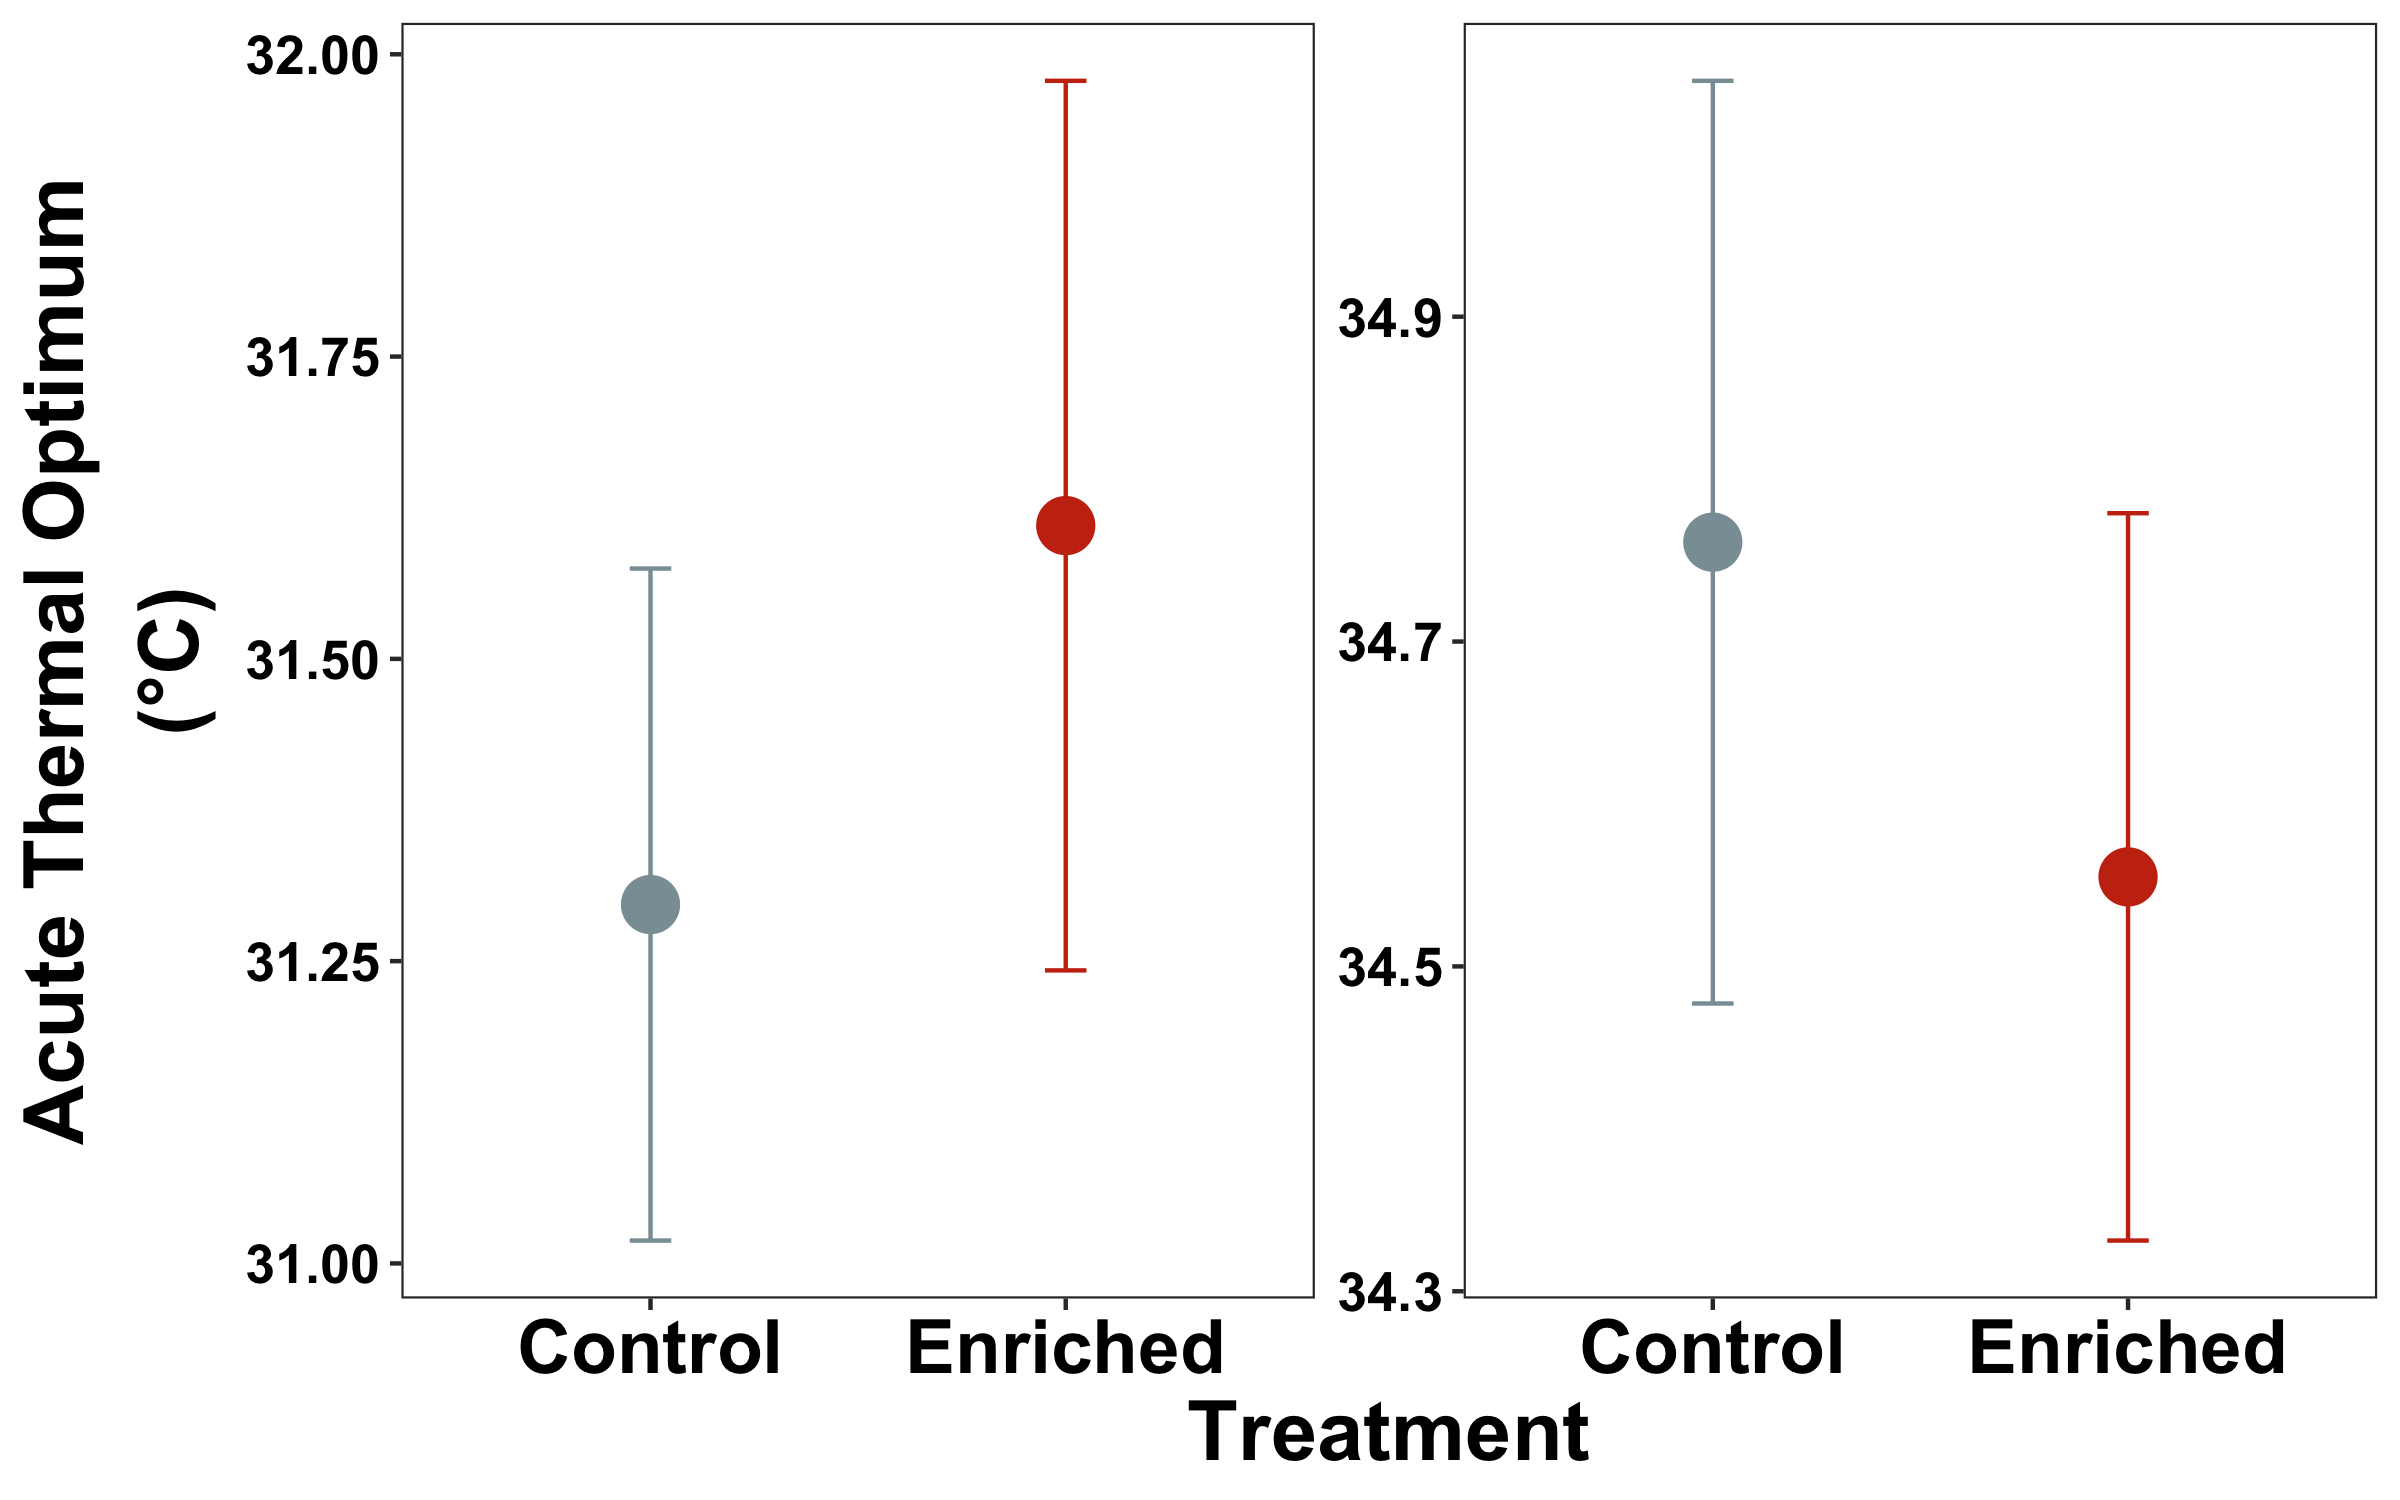 Acute Thermal Optimum
(°C)
32.00
31.75
31.50
31.25
31.00
34.9
34.7
34.5
34.3
Control Enriched Control Enriched
Treatment